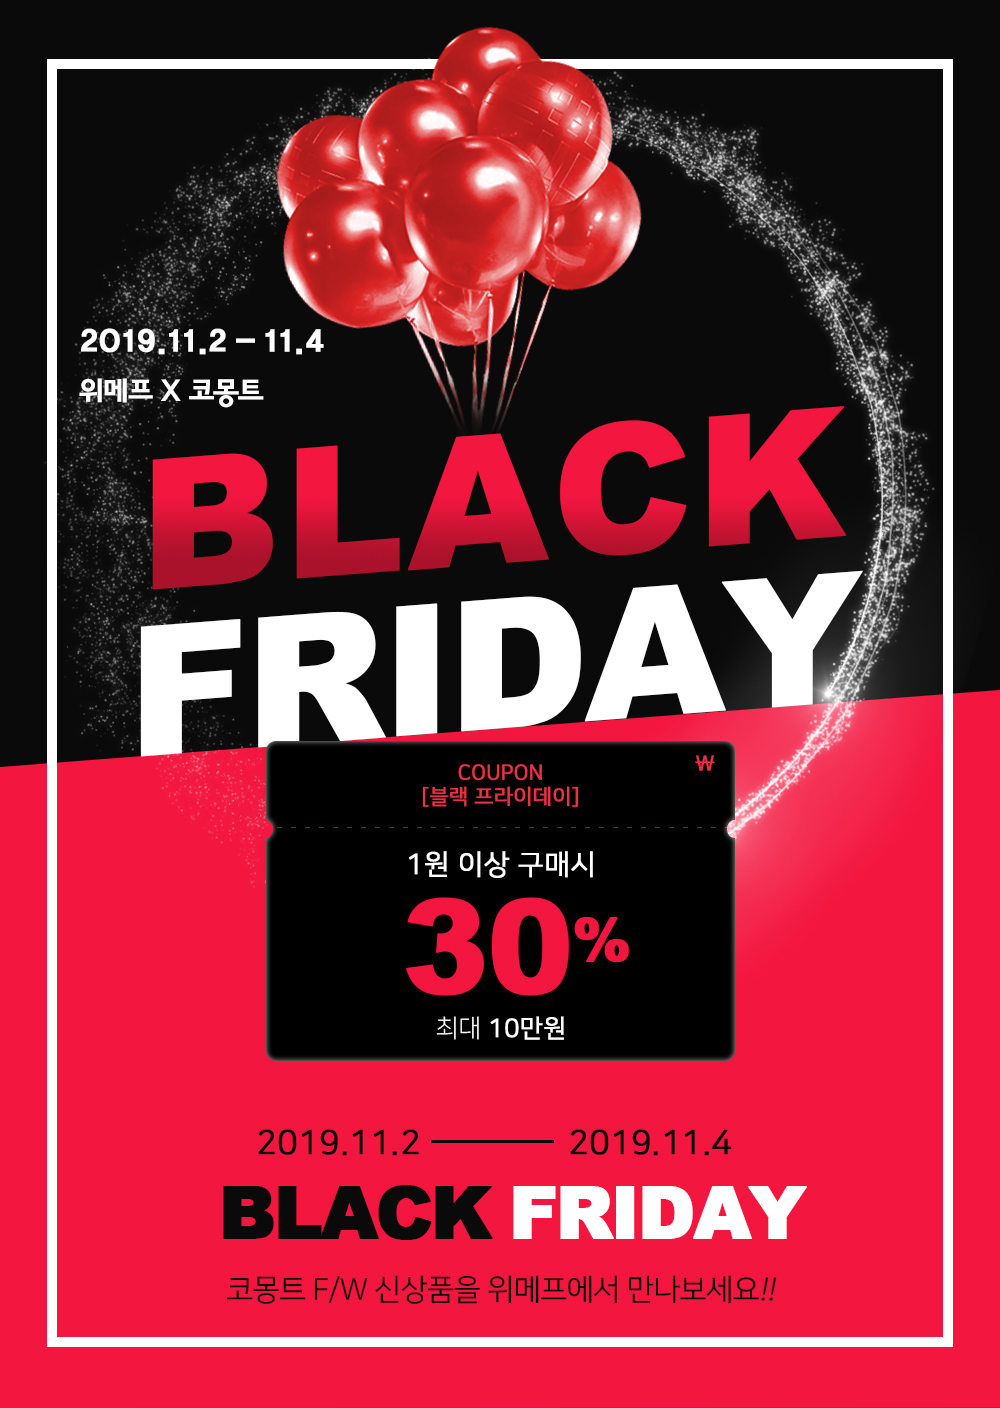 2019.11.2 – 11.4
위메프 X 코몽트
BLACK
FRIDAY
COUPON
₩
[블랙 프라이데이]
1원 이상 구매시
30%
최대 10만원
2019.11.2 — 2019.11.4
BLACK FRIDAY
코몽트 F/W 신상품을 위메프에서 만나보세요!!